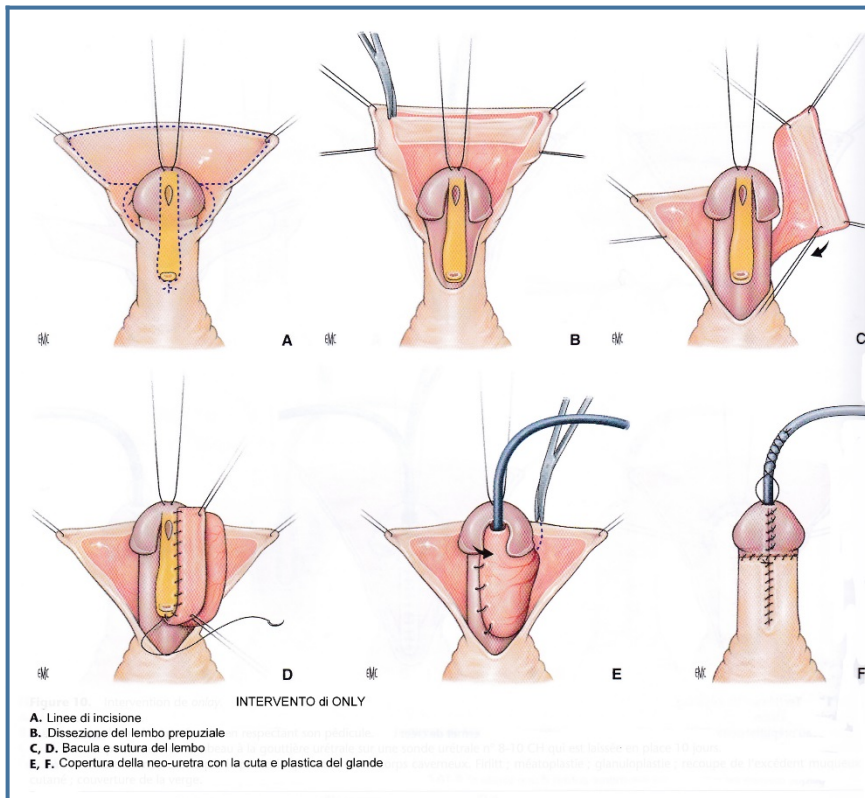 EMC
A
EMC
B
EMC
C
EMC
D
EMC
E
EMC
F
INTERVENTO di ONLY
A. Linee di incisione
B. Dissezione del lembo prepuziale
C, D. Bacula e sutura del lembo
E, F. Copertura della neo-uretra con la cuta e plastica del glande